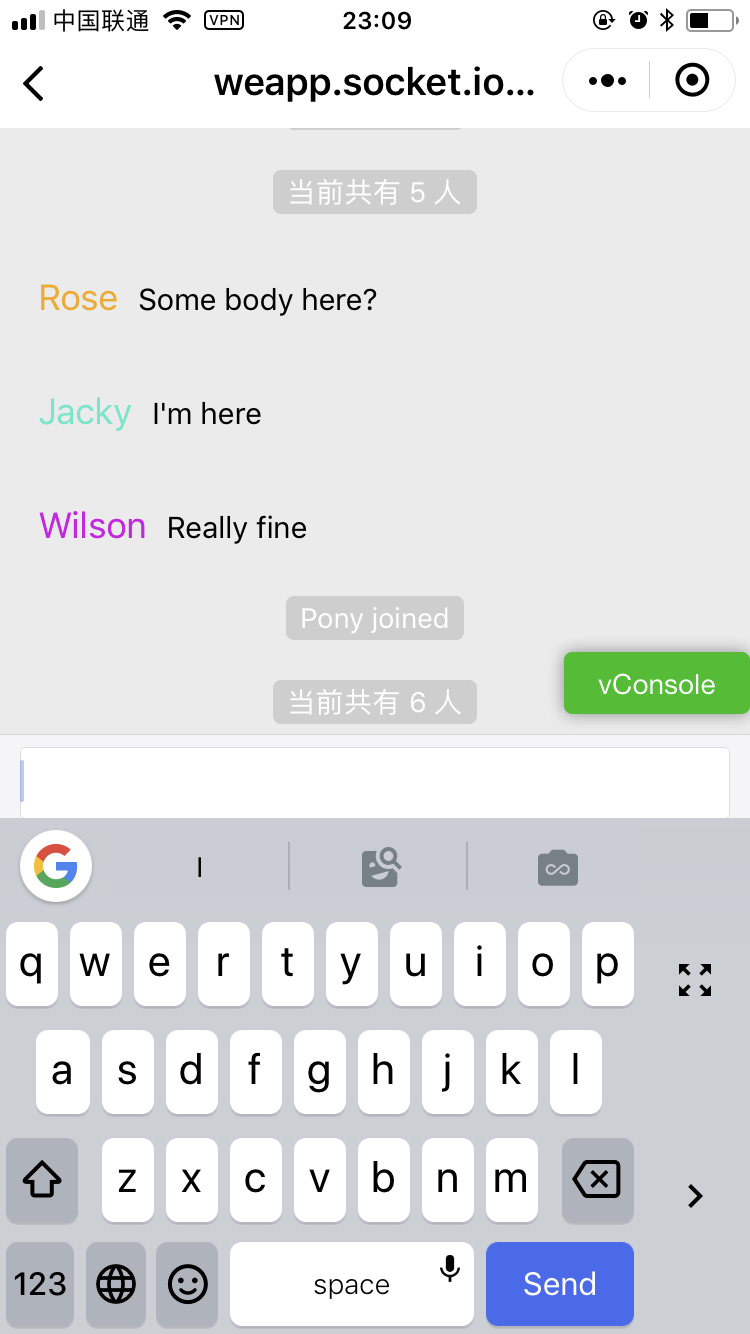 中国联通 VPN 23:09
weapp.socket.io...
当前共有 5 人
Rose Some body here?
Jacky I'm here
Wilson Really fine
Pony joined
vConsole
当前共有 6 人
I
q w e r t y u i o p
a s d f g h j k l
z x c v b n m
123 space Send